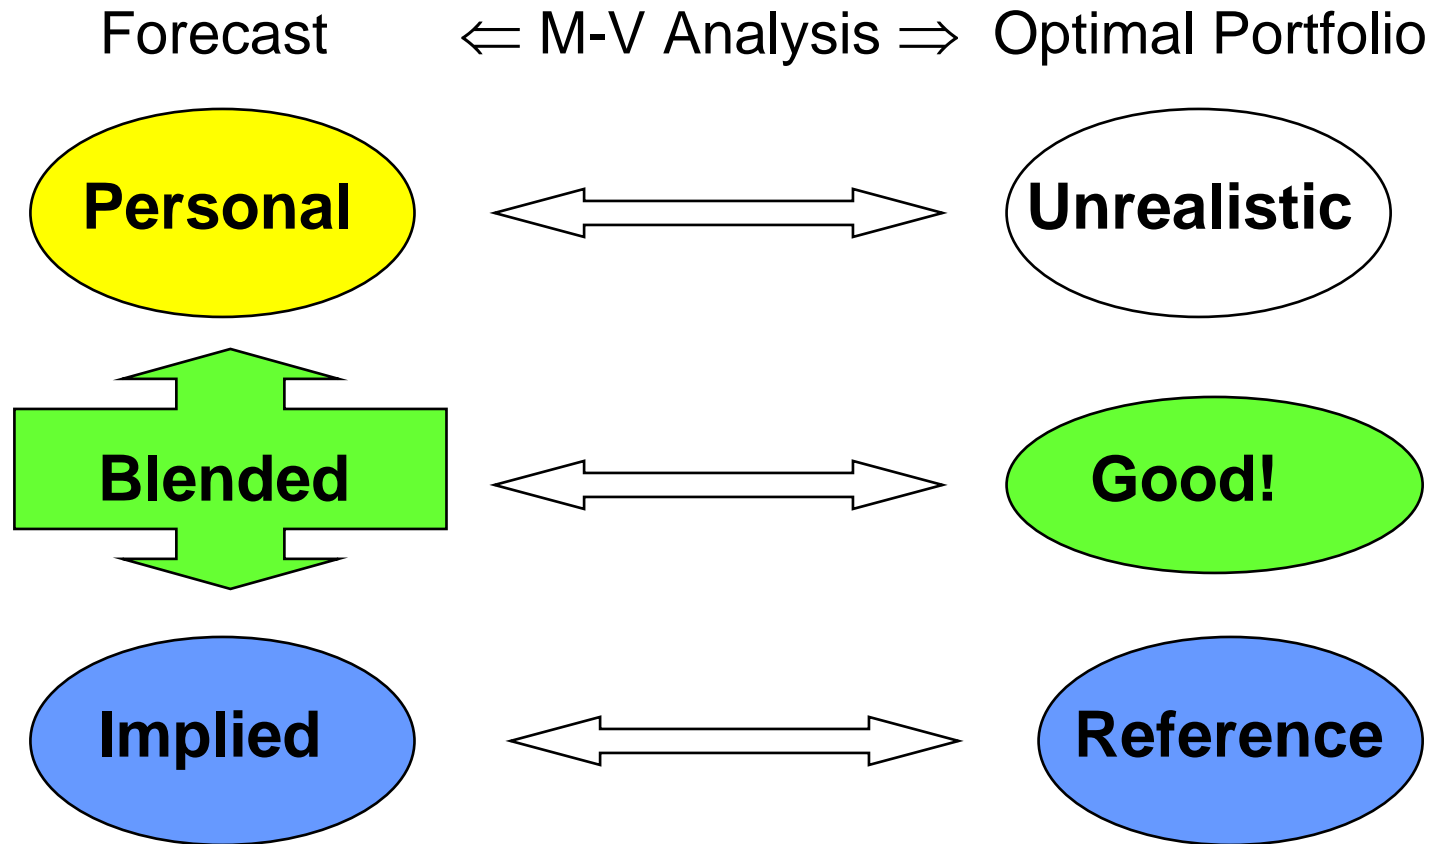 Forecast ⇐ M-V Analysis ⇒ Optimal Portfolio
Personal Unrealistic
Blended Good!
Implied Reference